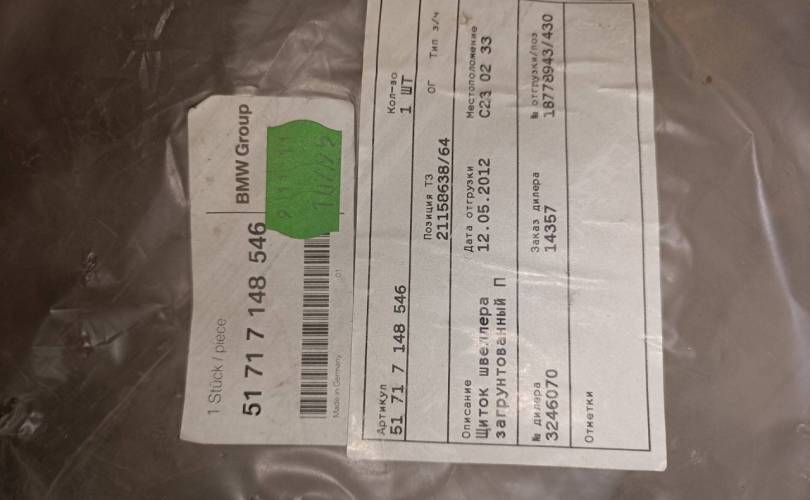 1 Stück / piece
BMW Group
51 71 7 148 546
Made in Germany
01
Артикул
51 71 7 148 546
Кол-во
1 ШТ
Позиция ТЗ
21158638/64
ОГ
Тип з/ч
Описание
Щиток швеллера
загрунтованный П
Дата отгрузки
12.05.2012
Местоположение
C23 02 33
№ дилера
3246070
Заказ дилера
14357
№ отгрузки/поз
18778943/430
Отметки